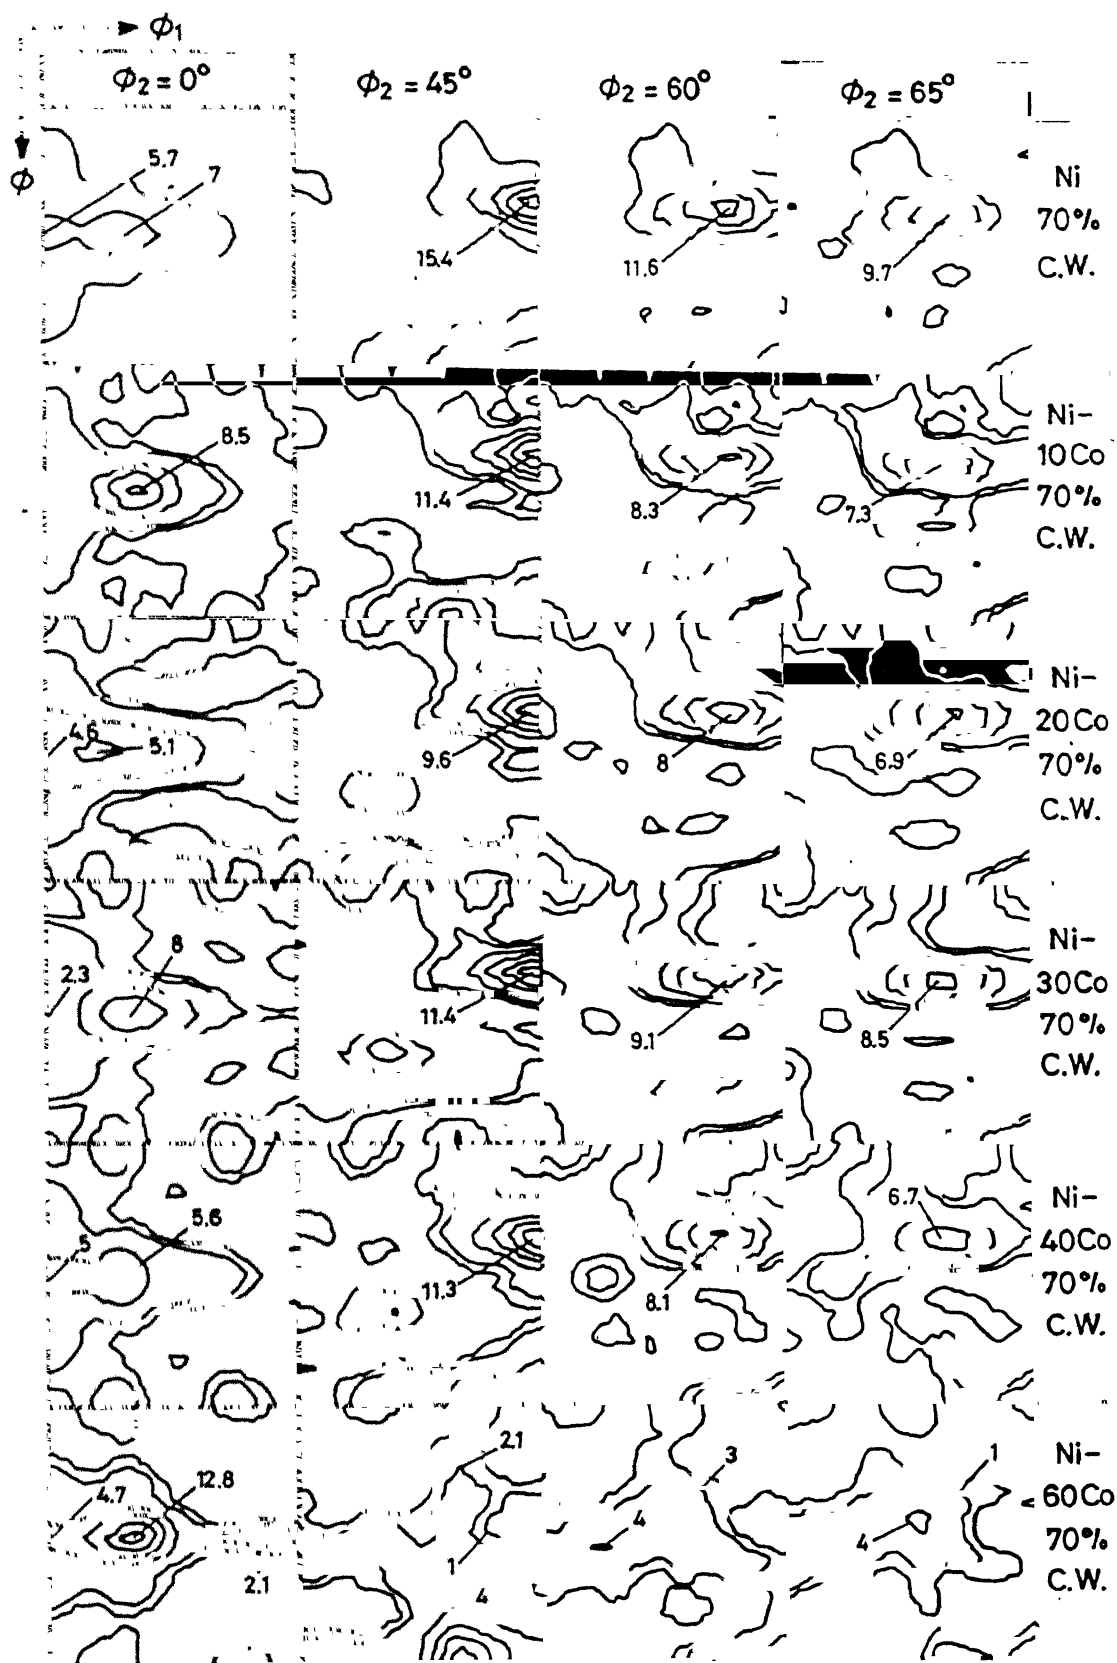 ϕ₁
ϕ₂ = 0° ϕ₂ = 45° ϕ₂ = 60° ϕ₂ = 65°
ϕ
5.7 7 15.4 11.6 9.7
Ni
70%
C.W.
8.5 11.4 8.3 7.3
Ni-
10Co
70%
C.W.
4.6 5.1 9.6 8 6.9
Ni-
20Co
70%
C.W.
2.3 8 11.4 9.1 8.5
Ni-
30Co
70%
C.W.
5 5.6 11.3 8.1 6.7
Ni-
40Co
70%
C.W.
4.7 12.8 2.1 2.1 1 4 4 3 4 1
Ni-
60Co
70%
C.W.